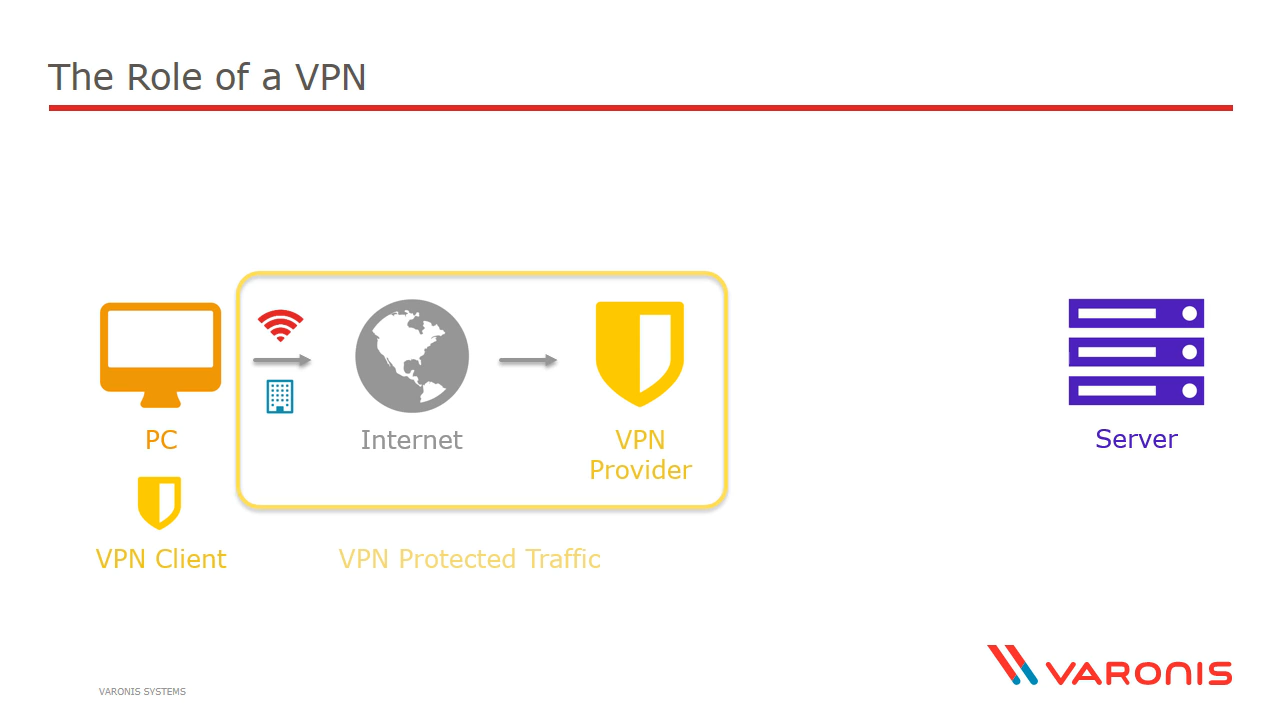 The Role of a VPN
PC
Internet
VPN
Provider
Server
VPN Client
VPN Protected Traffic
VARONIS SYSTEMS
VARONIS